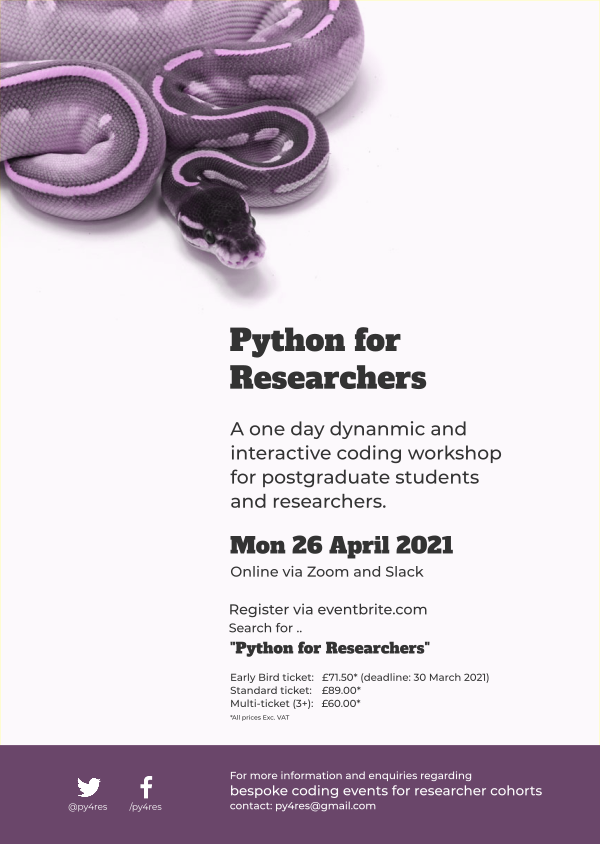 Python for
Researchers
A one day dynanmic and
interactive coding workshop
for postgraduate students
and researchers.
Mon 26 April 2021
Online via Zoom and Slack
Register via eventbrite.com
Search for ..
"Python for Researchers"
Early Bird ticket: £71.50* (deadline: 30 March 2021)
Standard ticket: £89.00*
Multi-ticket (3+): £60.00*
*All prices Exc. VAT
@py4res /py4res
For more information and enquiries regarding
bespoke coding events for researcher cohorts
contact: py4res@gmail.com